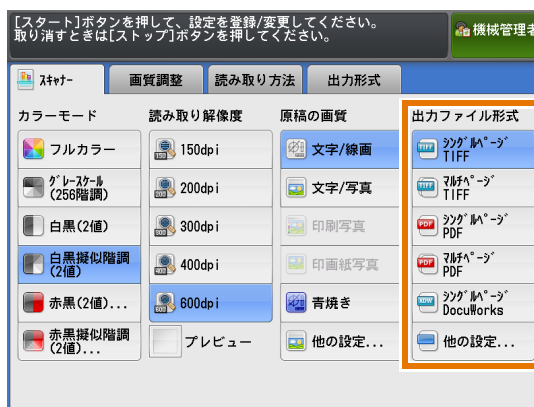 [スタート]ボタンを押して、設定を登録/変更してください。
取り消すときは[ストップ]ボタンを押してください。
機械管理者
スキャナー
画質調整
読み取り方法
出力形式
カラーモード
フルカラー
グレースケール
(256階調)
白黒(2値)
白黒擬似階調
(2値)
赤黒(2値)...
赤黒擬似階調
(2値)...
読み取り解像度
150dpi
200dpi
300dpi
400dpi
600dpi
プレビュー
原稿の画質
文字/線画
文字/写真
印刷写真
印画紙写真
青焼き
他の設定...
出力ファイル形式
TIFF
シングルページ
TIFF
TIFF
マルチページ
TIFF
PDF
シングルページ
PDF
PDF
マルチページ
PDF
XDW
シングルページ
DocuWorks
他の設定...